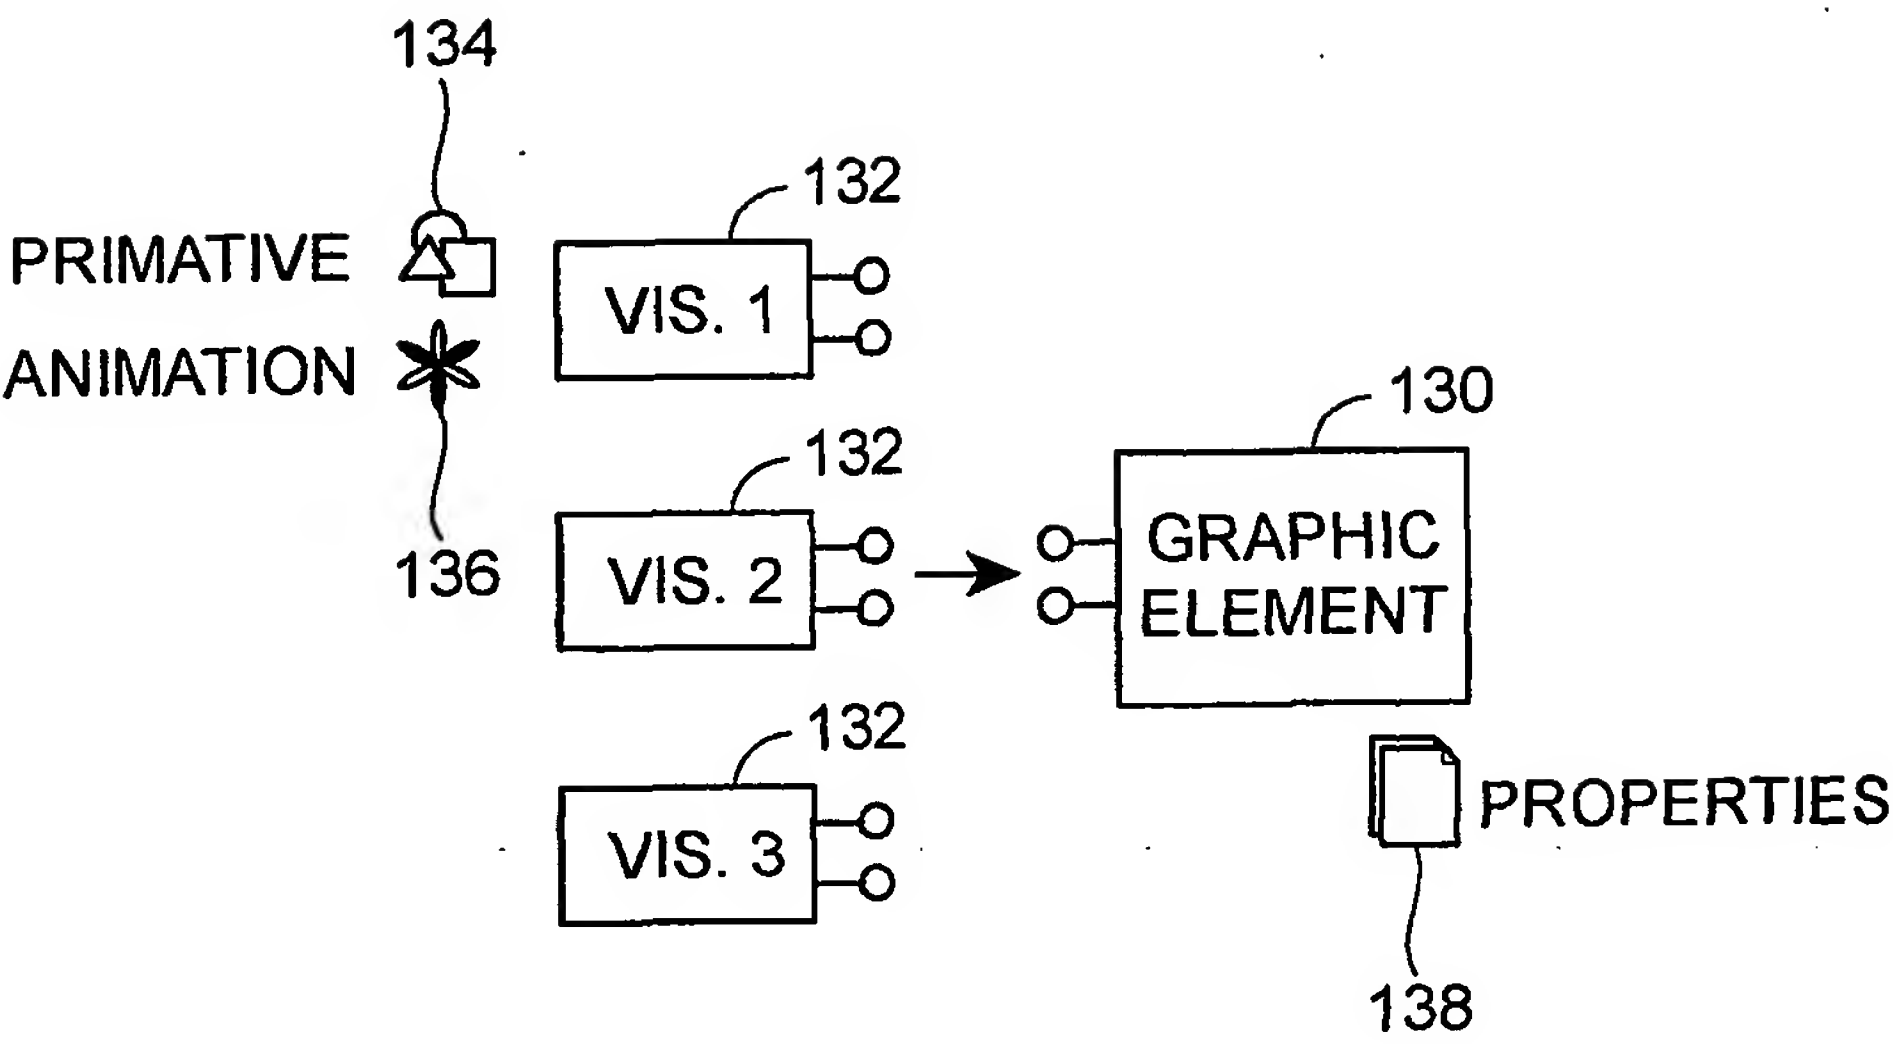 134
132
PRIMATIVE
VIS. 1
ANIMATION
130
132
136
VIS. 2
GRAPHIC
ELEMENT
132
VIS. 3
PROPERTIES
138